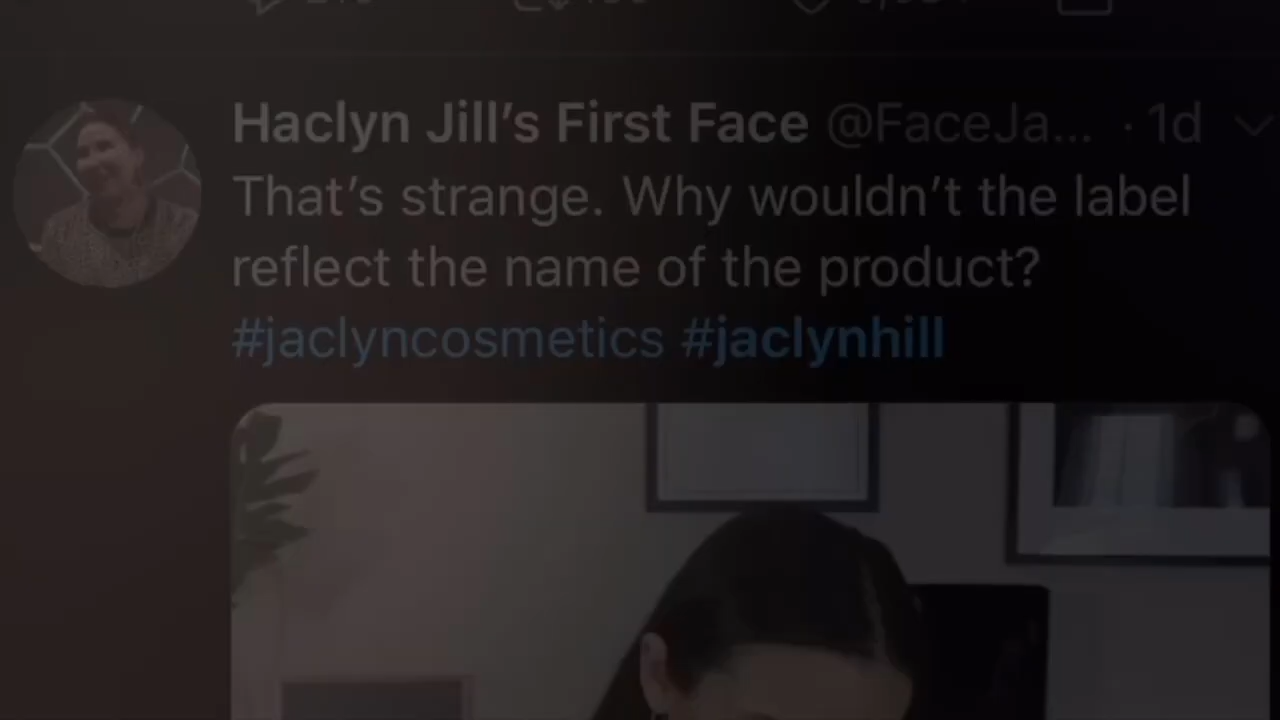 Haclyn Jill’s First Face @FaceJa... · 1d
That’s strange. Why wouldn’t the label
reflect the name of the product?
#jaclyncosmetics #jaclynhill